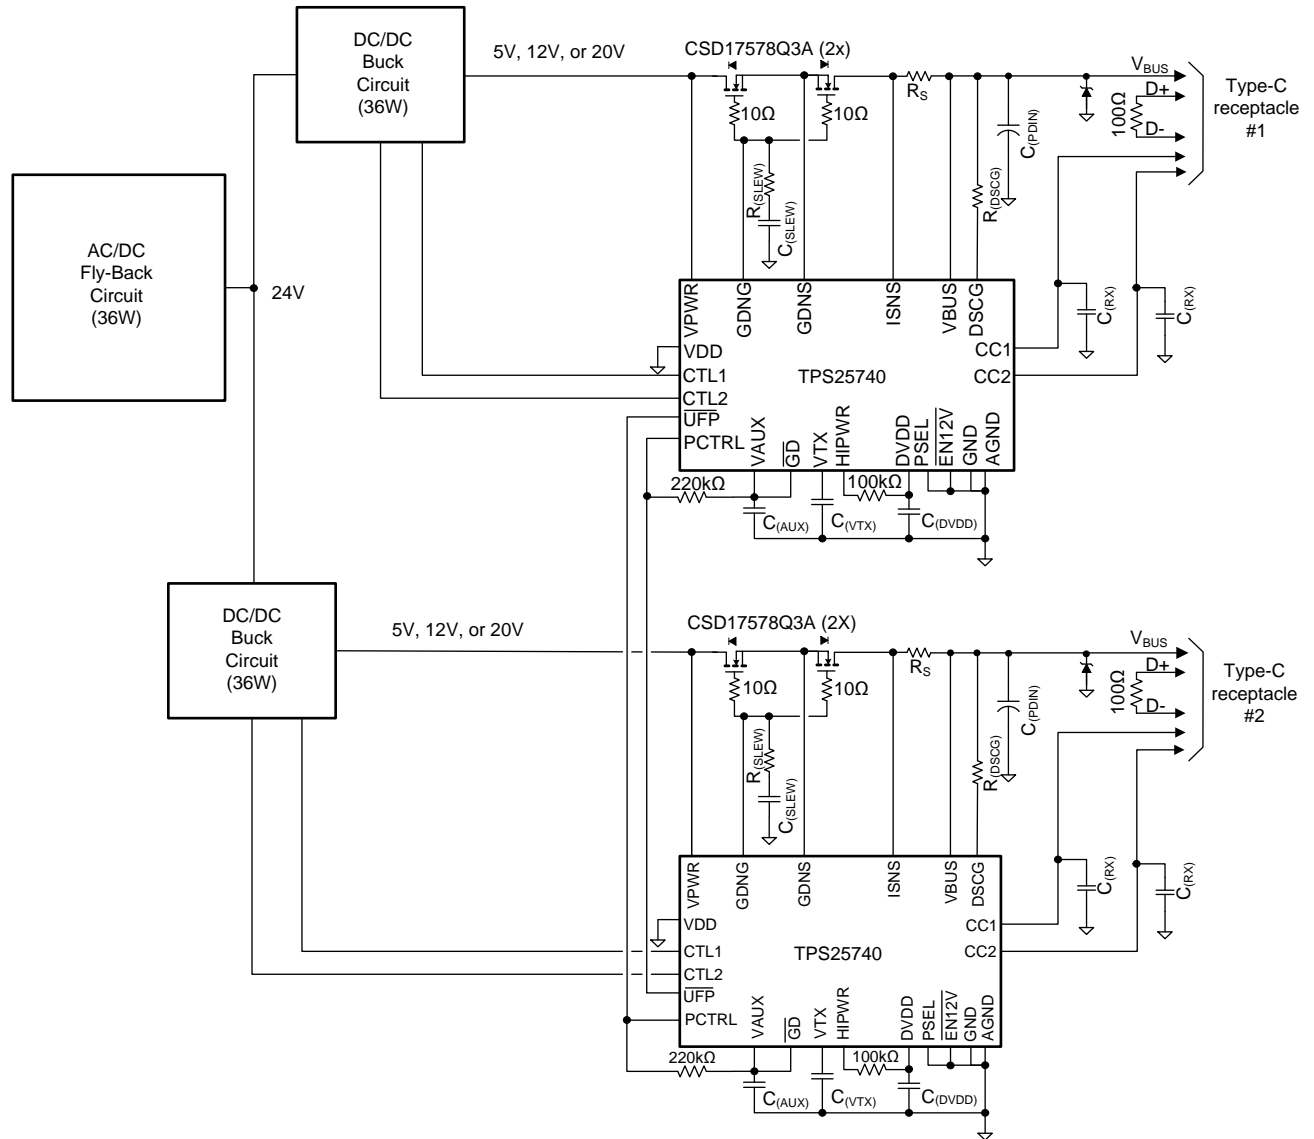 DC/DC
Buck
Circuit
(36W)
5V, 12V, or 20V
CSD17578Q3A (2x)
10Ω
10Ω
R(SLEW)
C(SLEW)
RS
R(DSCG)
C(PDIN)
VBUS
D+
100Ω
D-
Type-C
receptacle
#1
AC/DC
Fly-Back
Circuit
(36W)
24V
VPWR
GDNG
GDNS
ISNS
VBUS
DSCG
C(RX)
C(RX)
VDD
CTL1
CTL2
UFP
PCTRL
TPS25740
CC1
CC2
VAUX
GD
VTX
HIPWR
DVDD
PSEL
EN12V
GND
AGND
220kΩ
100kΩ
C(AUX)
C(VTX)
C(DVDD)
DC/DC
Buck
Circuit
(36W)
5V, 12V, or 20V
CSD17578Q3A (2X)
10Ω
10Ω
R(SLEW)
C(SLEW)
RS
R(DSCG)
C(PDIN)
VBUS
D+
100Ω
D-
Type-C
receptacle
#2
VPWR
GDNG
GDNS
ISNS
VBUS
DSCG
C(RX)
C(RX)
VDD
CTL1
CTL2
UFP
PCTRL
TPS25740
CC1
CC2
VAUX
GD
VTX
HIPWR
DVDD
PSEL
EN12V
GND
AGND
220kΩ
100kΩ
C(AUX)
C(VTX)
C(DVDD)